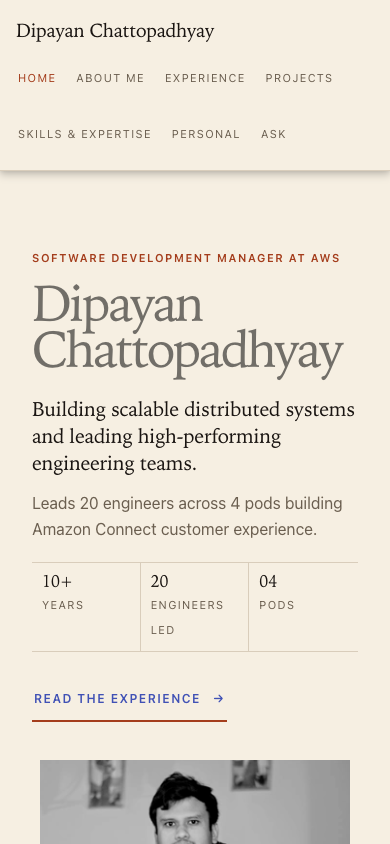 Dipayan Chattopadhyay
HOME ABOUT ME EXPERIENCE PROJECTS
SKILLS & EXPERTISE PERSONAL ASK
SOFTWARE DEVELOPMENT MANAGER AT AWS
Dipayan
Chattopadhyay
Building scalable distributed systems
and leading high-performing
engineering teams.
Leads 20 engineers across 4 pods building
Amazon Connect customer experience.
10+ 20 04
YEARS ENGINEERS PODS
LED
READ THE EXPERIENCE →